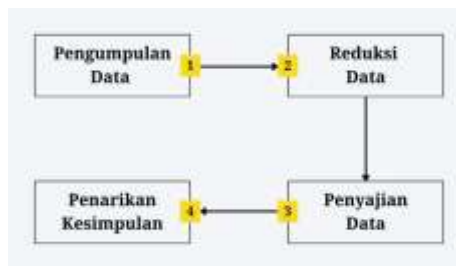 Pengumpulan
Data
1
2
Reduksi
Data
Penyajian
Data
3
4
Penarikan
Kesimpulan